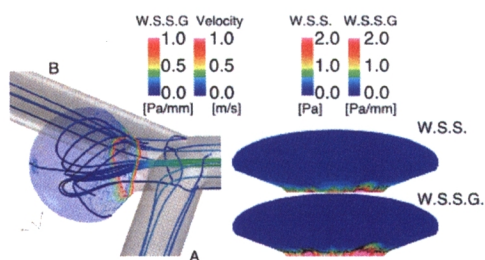 W.S.S.G Velocity W.S.S. W.S.S.G
1.0 1.0 2.0 2.0
0.5 0.5 1.0 1.0
0.0 0.0 0.0 0.0
[Pa/mm] [m/s] [Pa] [Pa/mm]
B
W.S.S.
W.S.S.G.
A